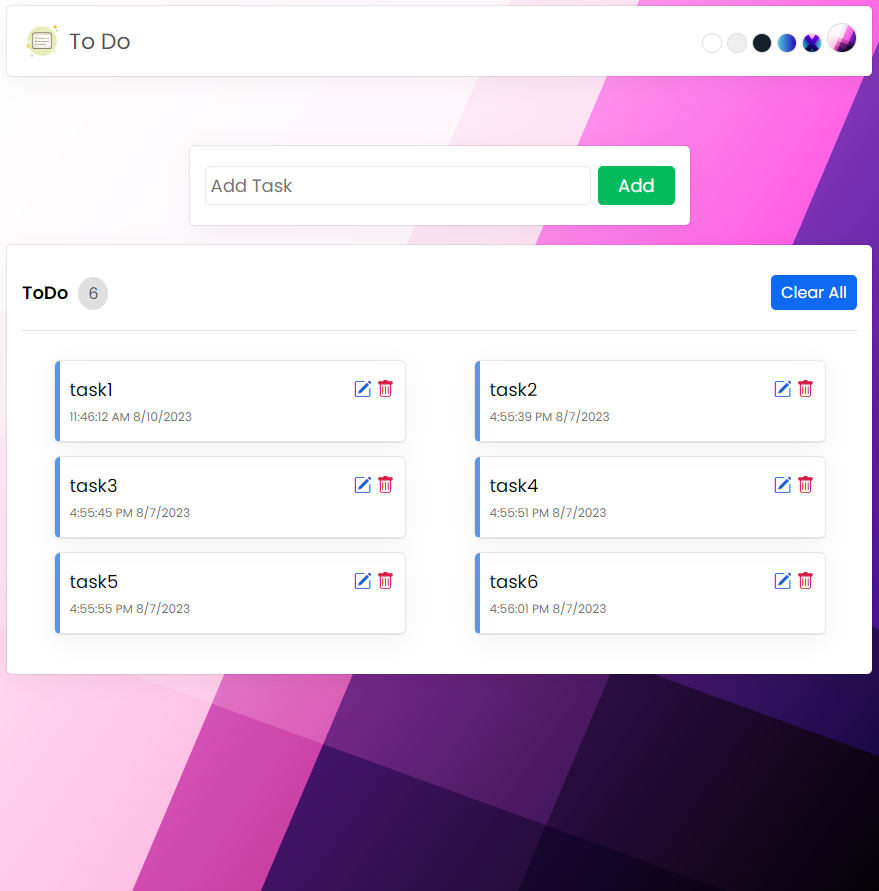 To Do
Add Task
Add
ToDo 6
Clear All
task1
11:46:12 AM 8/10/2023
task2
4:55:39 PM 8/7/2023
task3
4:55:45 PM 8/7/2023
task4
4:55:51 PM 8/7/2023
task5
4:55:55 PM 8/7/2023
task6
4:56:01 PM 8/7/2023